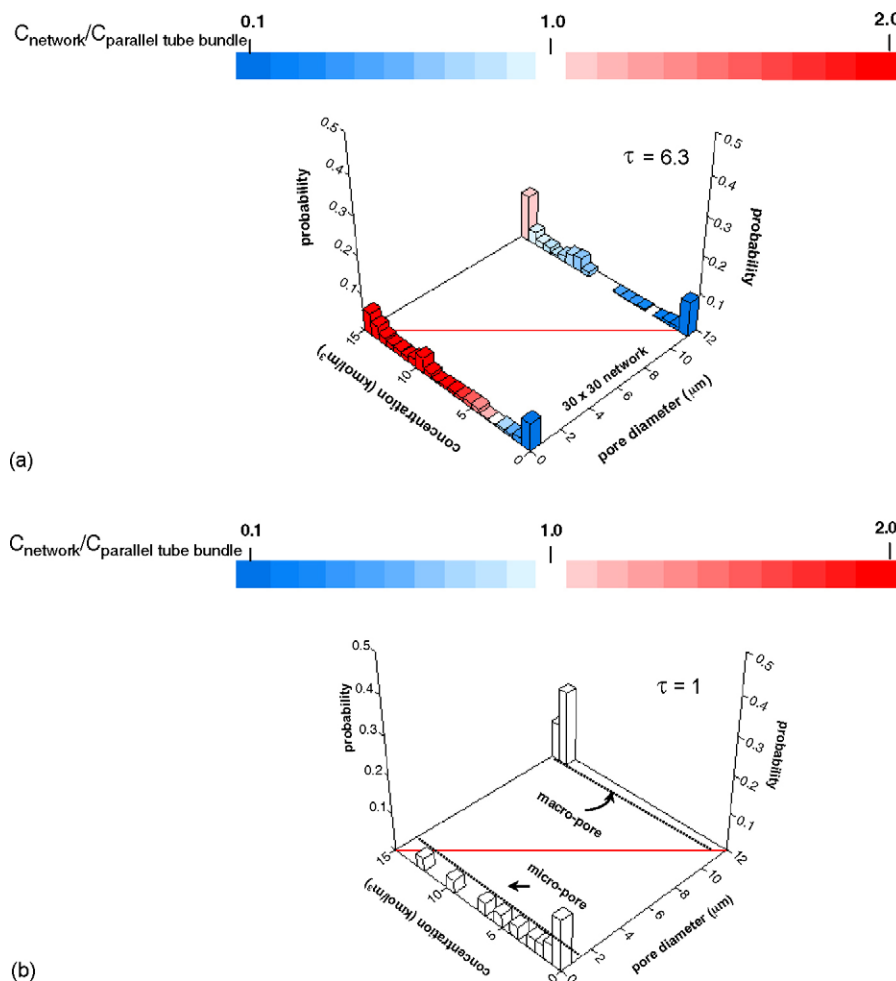 0.1 1.0 2.0
Cnetwork/Cparallel tube bundle
τ = 6.3
probability
0.5
0.4
0.3
0.2
0.1
probability
0.5
0.4
0.3
0.2
0.1
15
10
5
0
concentration (kmol/m³)
30 x 30 network
0
2
4
6
8
10
12
pore diameter (μm)
(a)
0.1 1.0 2.0
Cnetwork/Cparallel tube bundle
τ = 1
probability
0.5
0.4
0.3
0.2
0.1
probability
0.5
0.4
0.3
0.2
0.1
macro-pore
micro-pore
15
10
5
0
concentration (kmol/m³)
0
2
4
6
8
10
12
pore diameter (μm)
(b)